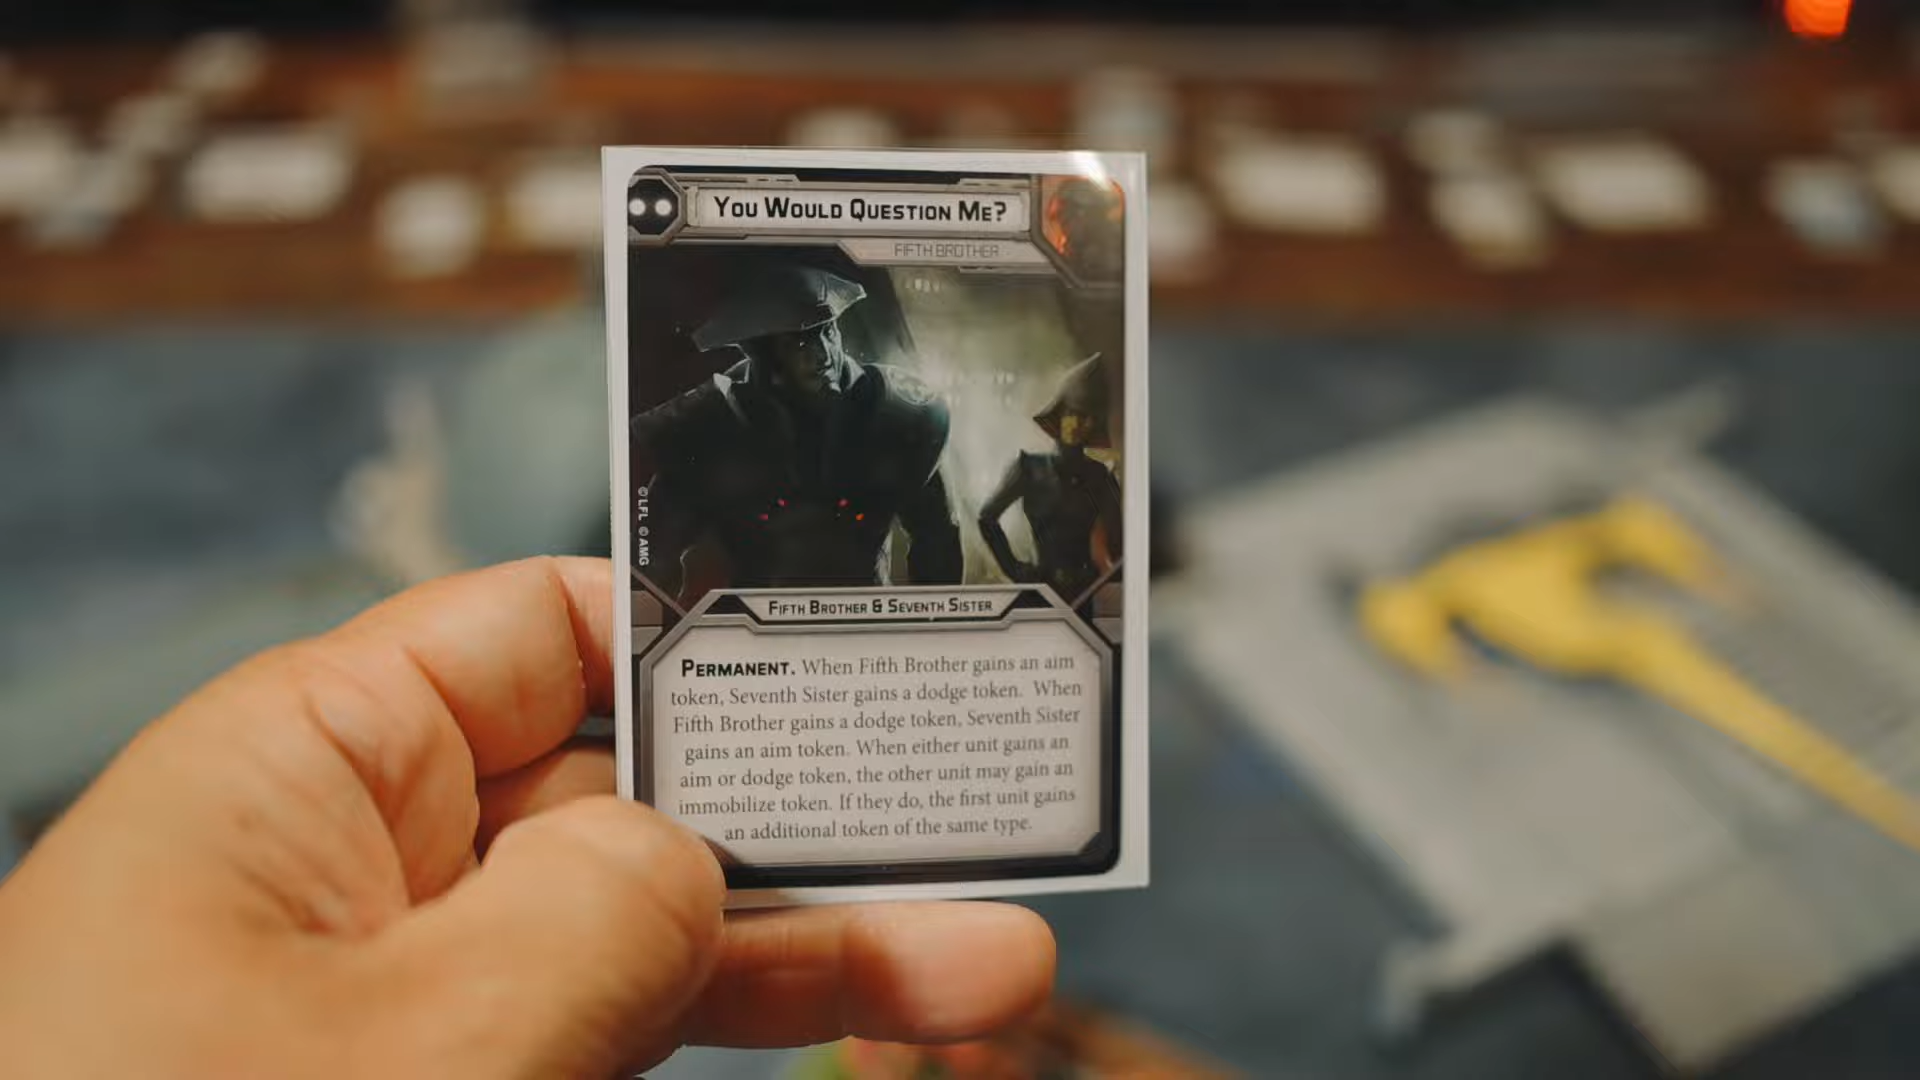 You Would Question Me?
FIFTH BROTHER
© LFL © AMG
Fifth Brother & Seventh Sister
Permanent. When Fifth Brother gains an aim
token, Seventh Sister gains a dodge token. When
Fifth Brother gains a dodge token, Seventh Sister
gains an aim token. When either unit gains an
aim or dodge token, the other unit may gain an
immobilize token. If they do, the first unit gains
an additional token of the same type.